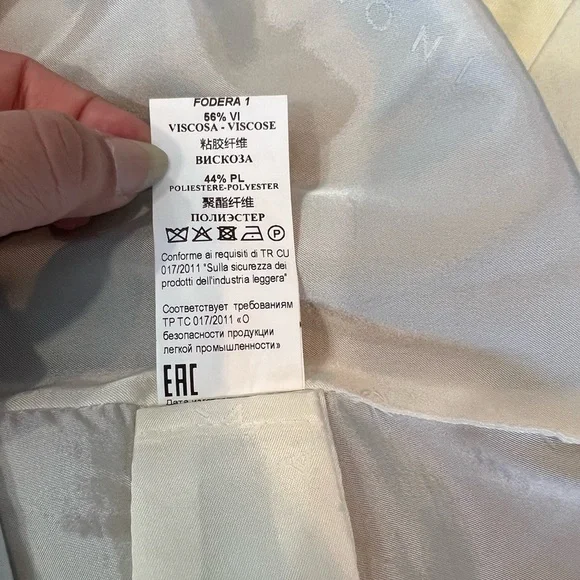 ONI
FODERA 1
56% VI
VISCOSA - VISCOSE
粘胶纤维
ВИСКОЗА
44% PL
POLIESTERE-POLYESTER
聚酯纤维
ПОЛИЭСТЕР
P
Conforme ai requisiti di TR CU
017/2011 "Sulla sicurezza dei
prodotti dell'industria leggera"
Соответствует требованиям
ТР ТС 017/2011 «О
безопасности продукции
легкой промышленности»
EAC
Дата